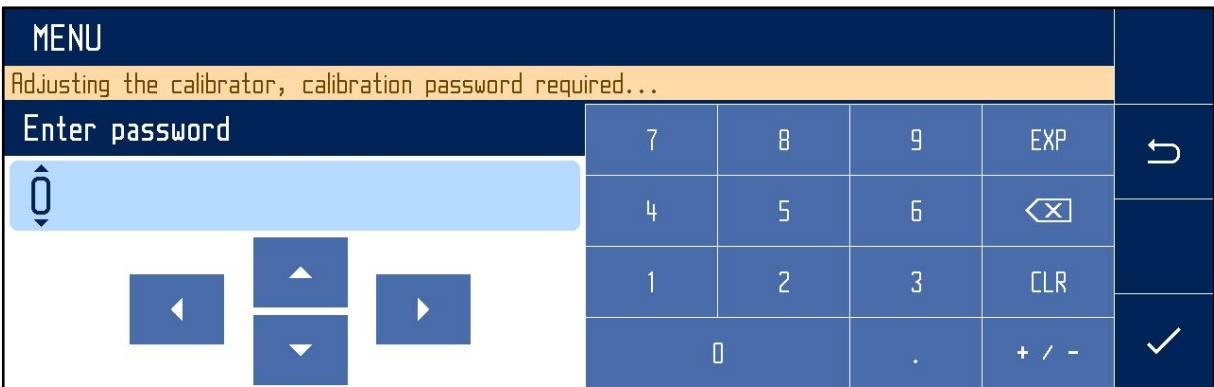 MENU
Adjusting the calibrator, calibration password required...
Enter password
0
7 8 9 EXP
4 5 6
1 2 3 CLR
0 . + / -